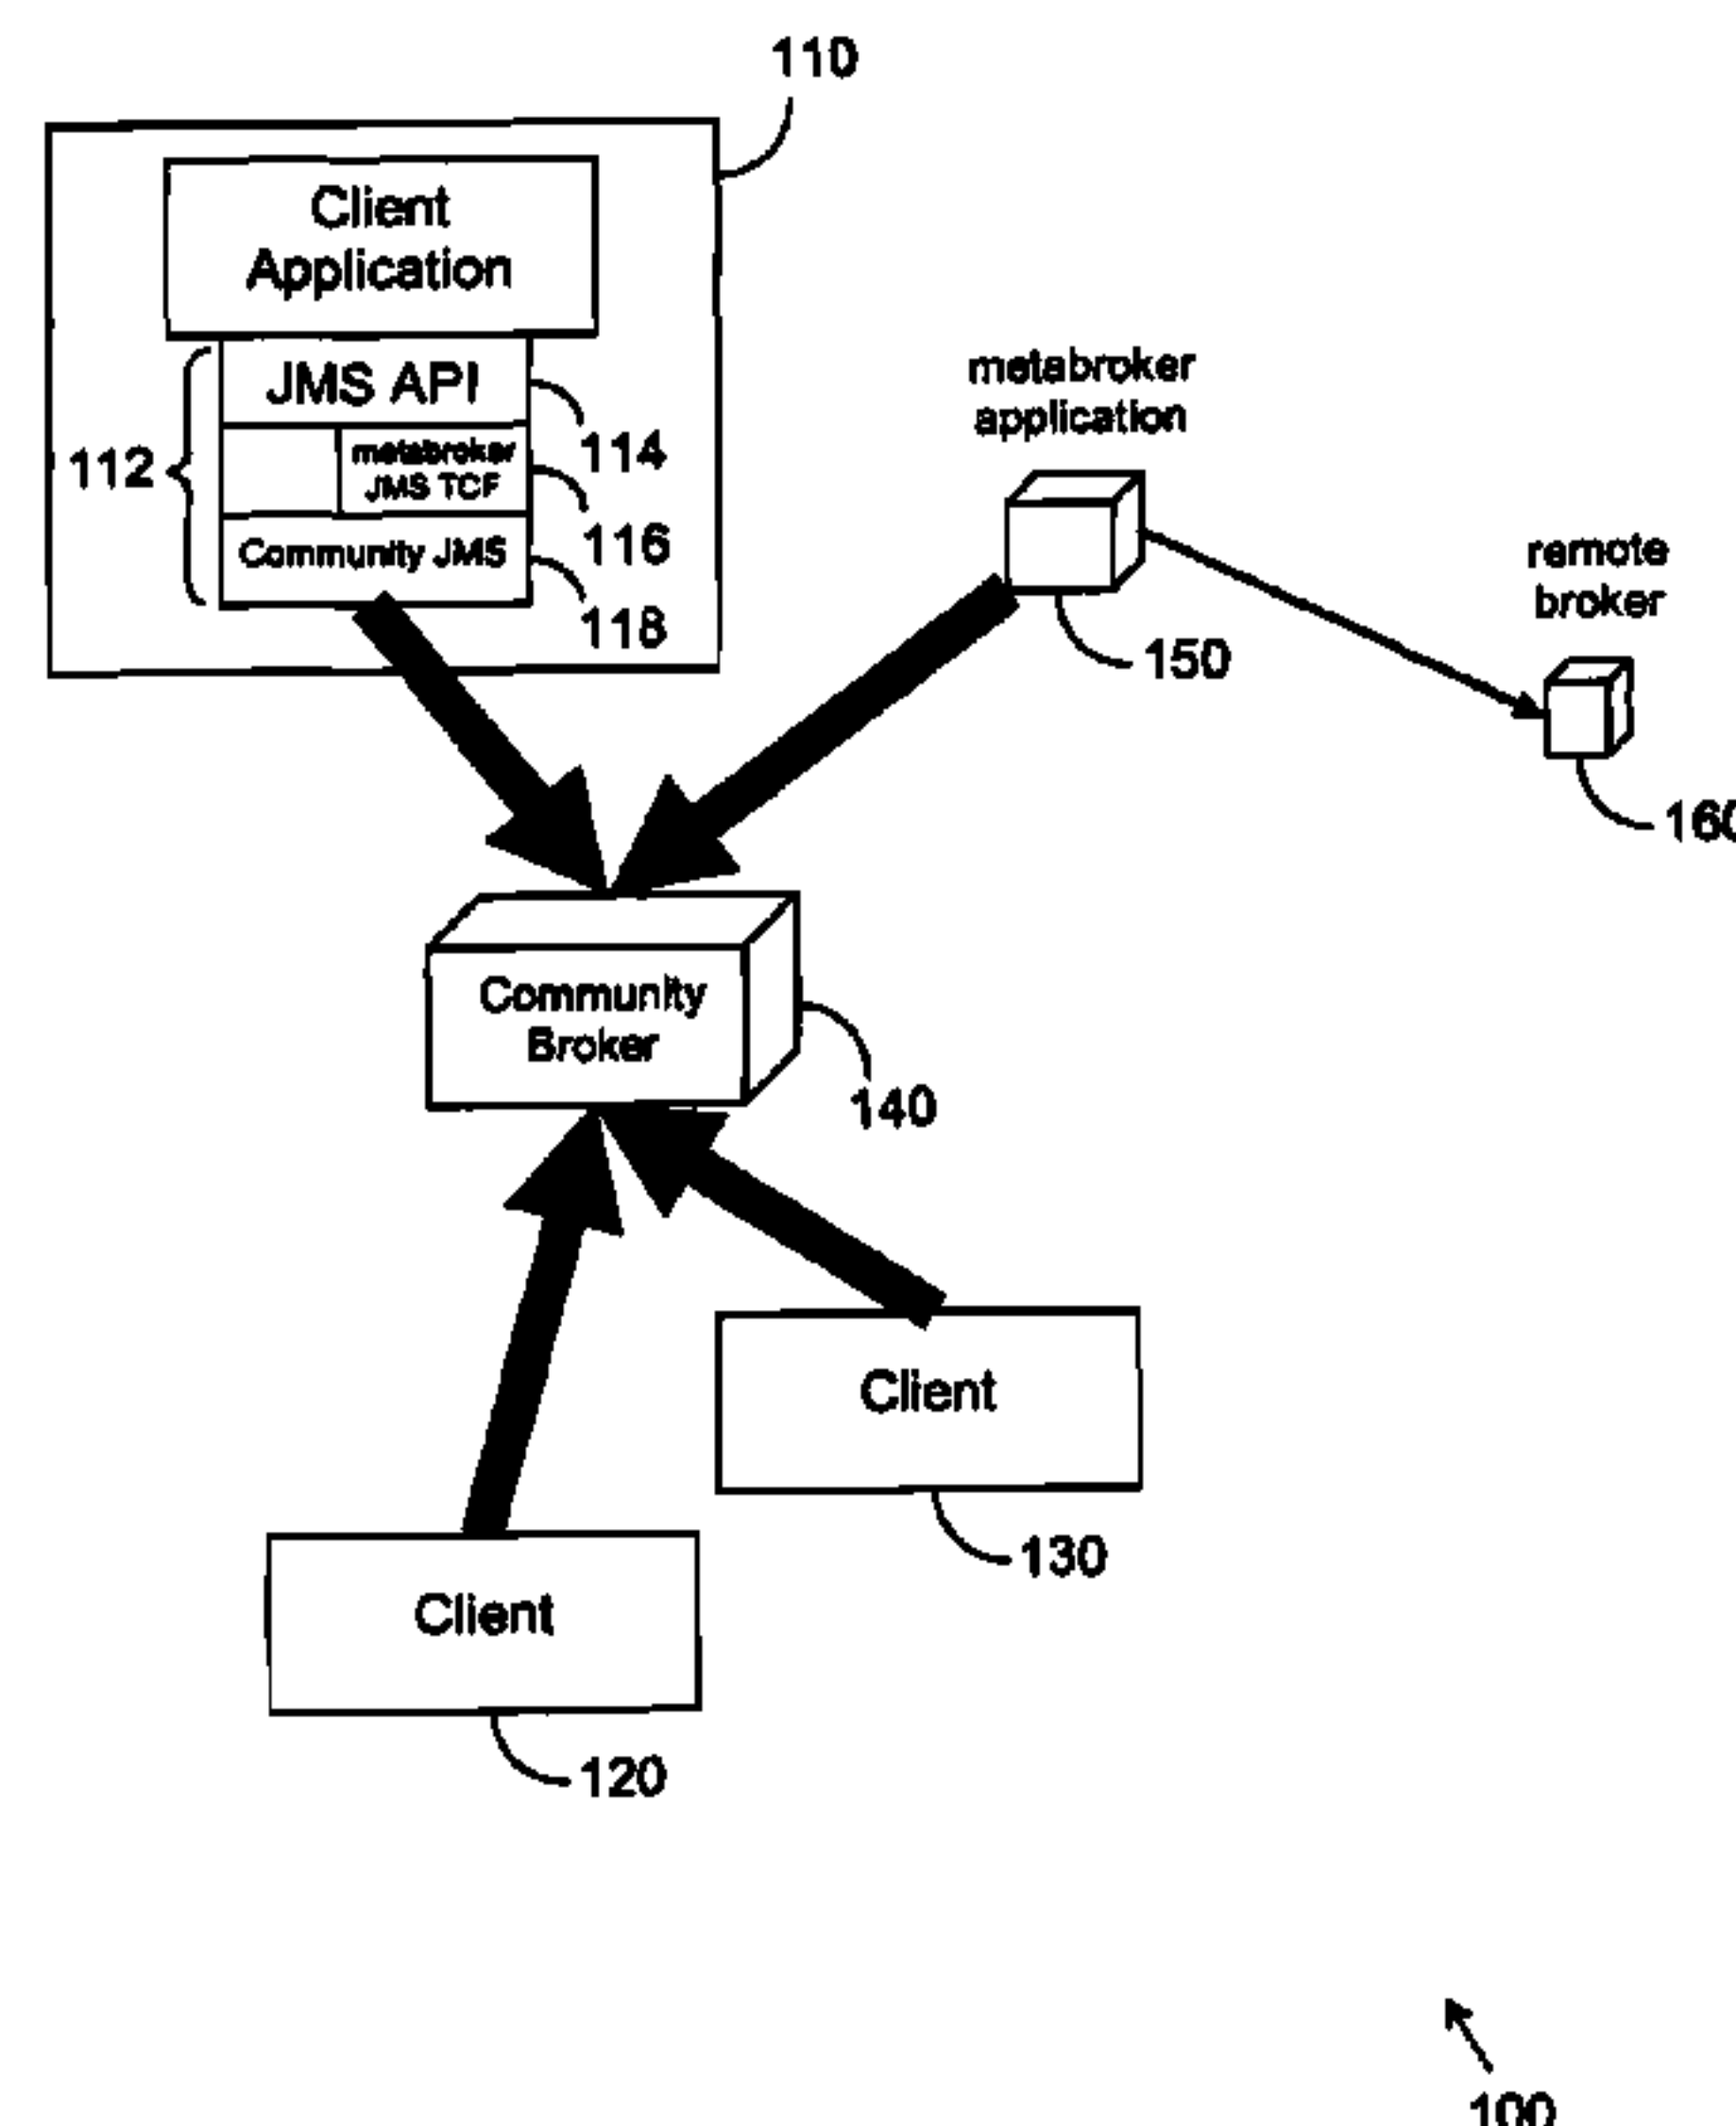 110
Client
Application
JMS API
114
112
metabroker
JMS TCF
116
Community JMS
118
metabroker
application
150
remote
broker
160
Community
Broker
140
Client
130
Client
120
100